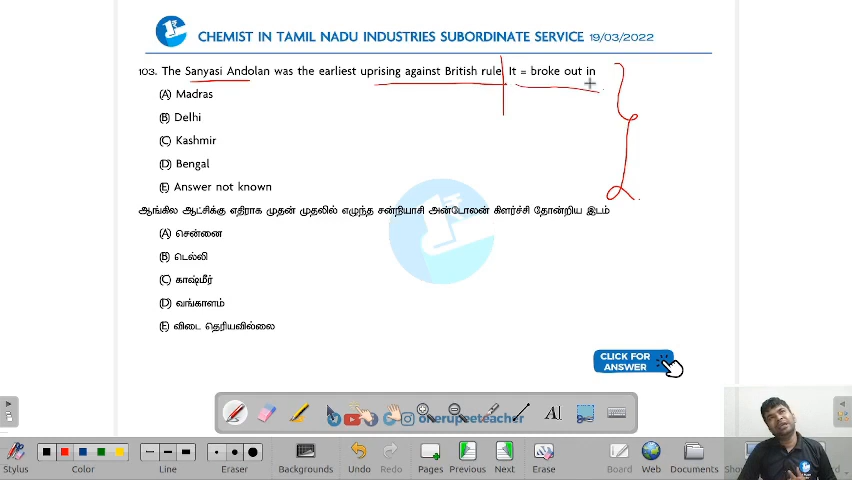 CHEMIST IN TAMIL NADU INDUSTRIES SUBORDINATE SERVICE 19/03/2022
103. The Sanyasi Andolan was the earliest uprising against British rule. It = broke out in
(A) Madras
(B) Delhi
(C) Kashmir
(D) Bengal
(E) Answer not known
ஆங்கில ஆட்சிக்கு எதிராக முதன் முதலில் எழுந்த சன்நியாசி அன்டோலன் கிளர்ச்சி தோன்றிய இடம்
(A) சென்னை
(B) டெல்லி
(C) காஷ்மீர்
(D) வங்காளம்
(E) விடை தெரியவில்லை
CLICK FOR
ANSWER
onerupeeteacher
Stylus Color Line Eraser Backgrounds Undo Redo Pages Previous Next Erase Board Web Documents